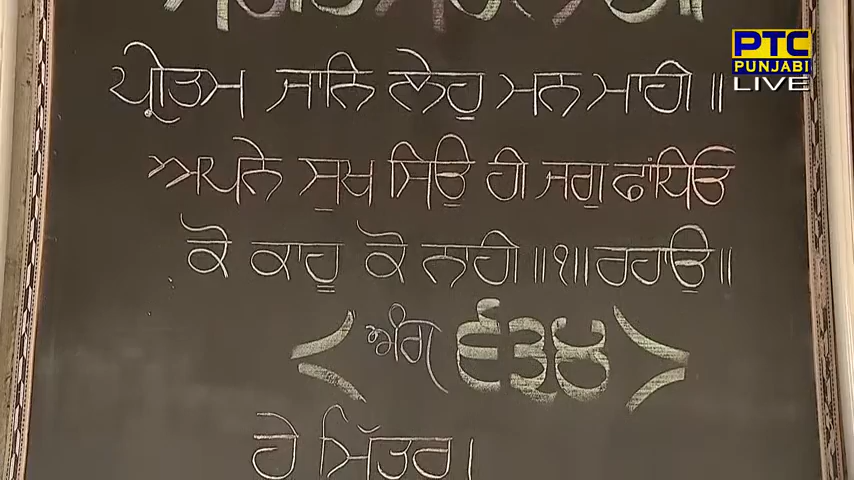 PTC
PUNJABI
LIVE
ਪ੍ਰੀਤਮ ਜਾਨਿ ਲੇਹੁ ਮਨ ਮਾਹੀ ॥
ਅਪਨੇ ਸੁਖ ਸਿਉ ਹੀ ਜਗੁ ਫਾਂਧਿਓ
ਕੋ ਕਾਹੂ ਕੋ ਨਾਹੀ ॥੧॥ ਰਹਾਉ ॥
ਅੰਗ ੬੩੪
ਹੇ ਮਿੱਤਰ!